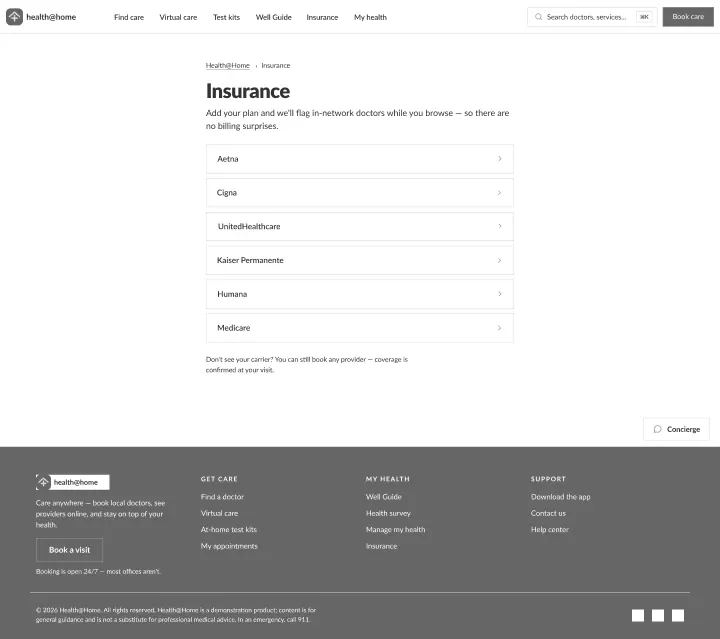 health@home
Find care
Virtual care
Test kits
Well Guide
Insurance
My health
Search doctors, services...
⌘K
Book care
Health@Home › Insurance
Insurance
Add your plan and we'll flag in-network doctors while you browse — so there are
no billing surprises.
Aetna
Cigna
UnitedHealthcare
Kaiser Permanente
Humana
Medicare
Don't see your carrier? You can still book any provider — coverage is
confirmed at your visit.
Concierge
health@home
Care anywhere — book local doctors, see
providers online, and stay on top of your
health.
Book a visit
Booking is open 24/7 — most offices aren't.
GET CARE
Find a doctor
Virtual care
At-home test kits
My appointments
MY HEALTH
Well Guide
Health survey
Manage my health
Insurance
SUPPORT
Download the app
Contact us
Help center
© 2026 Health@Home. All rights reserved. Health@Home is a demonstration product; content is for
general guidance and is not a substitute for professional medical advice. In an emergency, call 911.